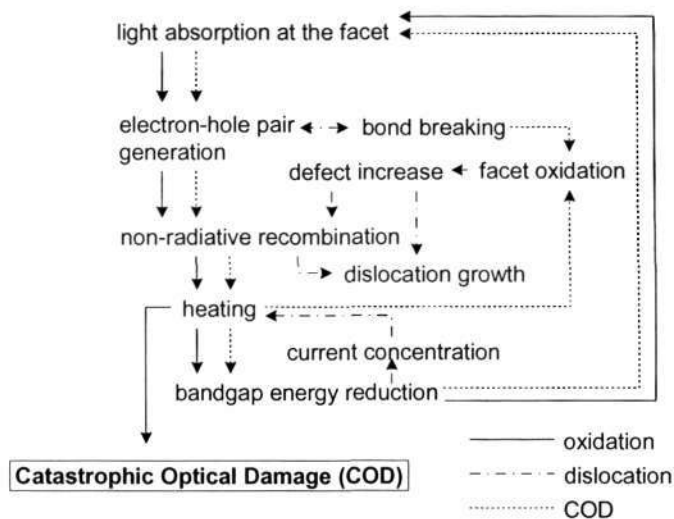 light absorption at the facet
electron-hole pair
generation
bond breaking
defect increase
facet oxidation
non-radiative recombination
dislocation growth
heating
current concentration
bandgap energy reduction
Catastrophic Optical Damage (COD)
oxidation
dislocation
COD